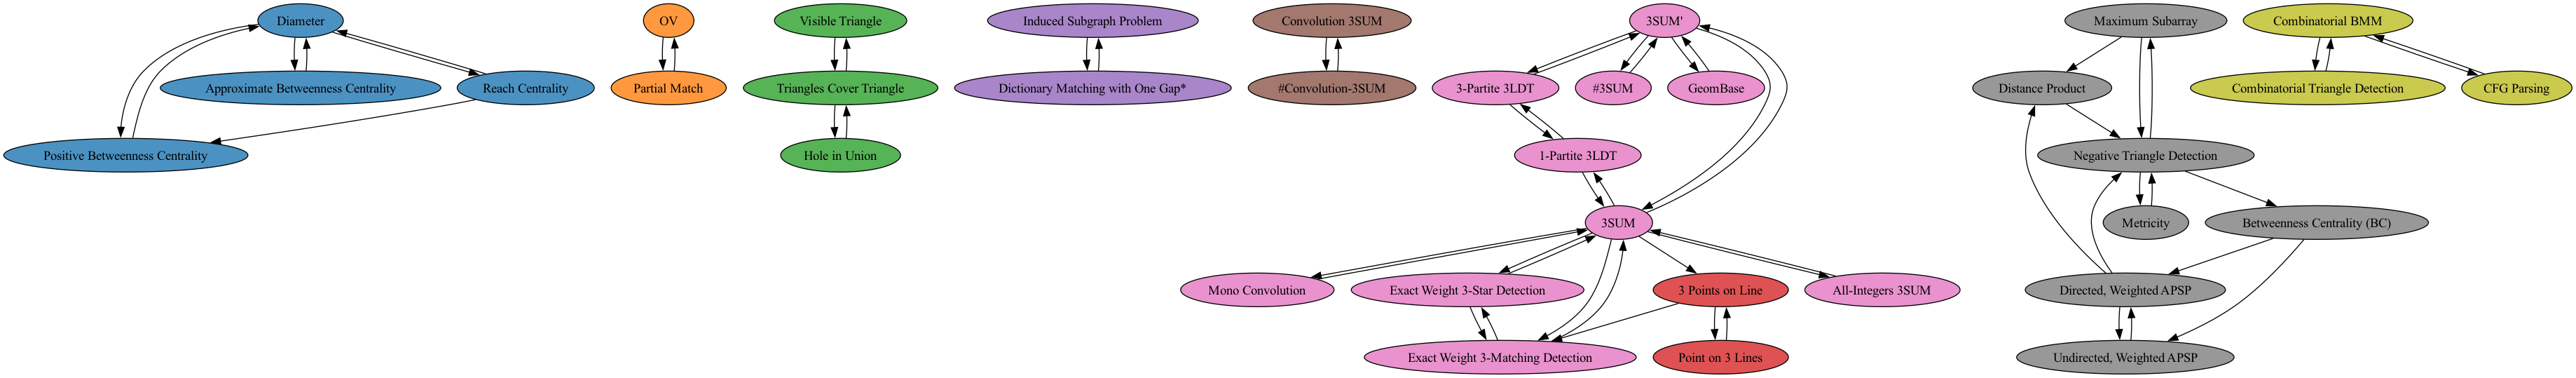 Diameter
OV
Visible Triangle
Induced Subgraph Problem
Convolution 3SUM
3SUM'
Maximum Subarray
Combinatorial BMM
Approximate Betweenness Centrality
Reach Centrality
Partial Match
Triangles Cover Triangle
Dictionary Matching with One Gap*
#Convolution-3SUM
3-Partite 3LDT
#3SUM
GeomBase
Distance Product
Combinatorial Triangle Detection
CFG Parsing
Positive Betweenness Centrality
Hole in Union
1-Partite 3LDT
Negative Triangle Detection
3SUM
Metricity
Betweenness Centrality (BC)
Mono Convolution
Exact Weight 3-Star Detection
3 Points on Line
All-Integers 3SUM
Directed, Weighted APSP
Exact Weight 3-Matching Detection
Point on 3 Lines
Undirected, Weighted APSP